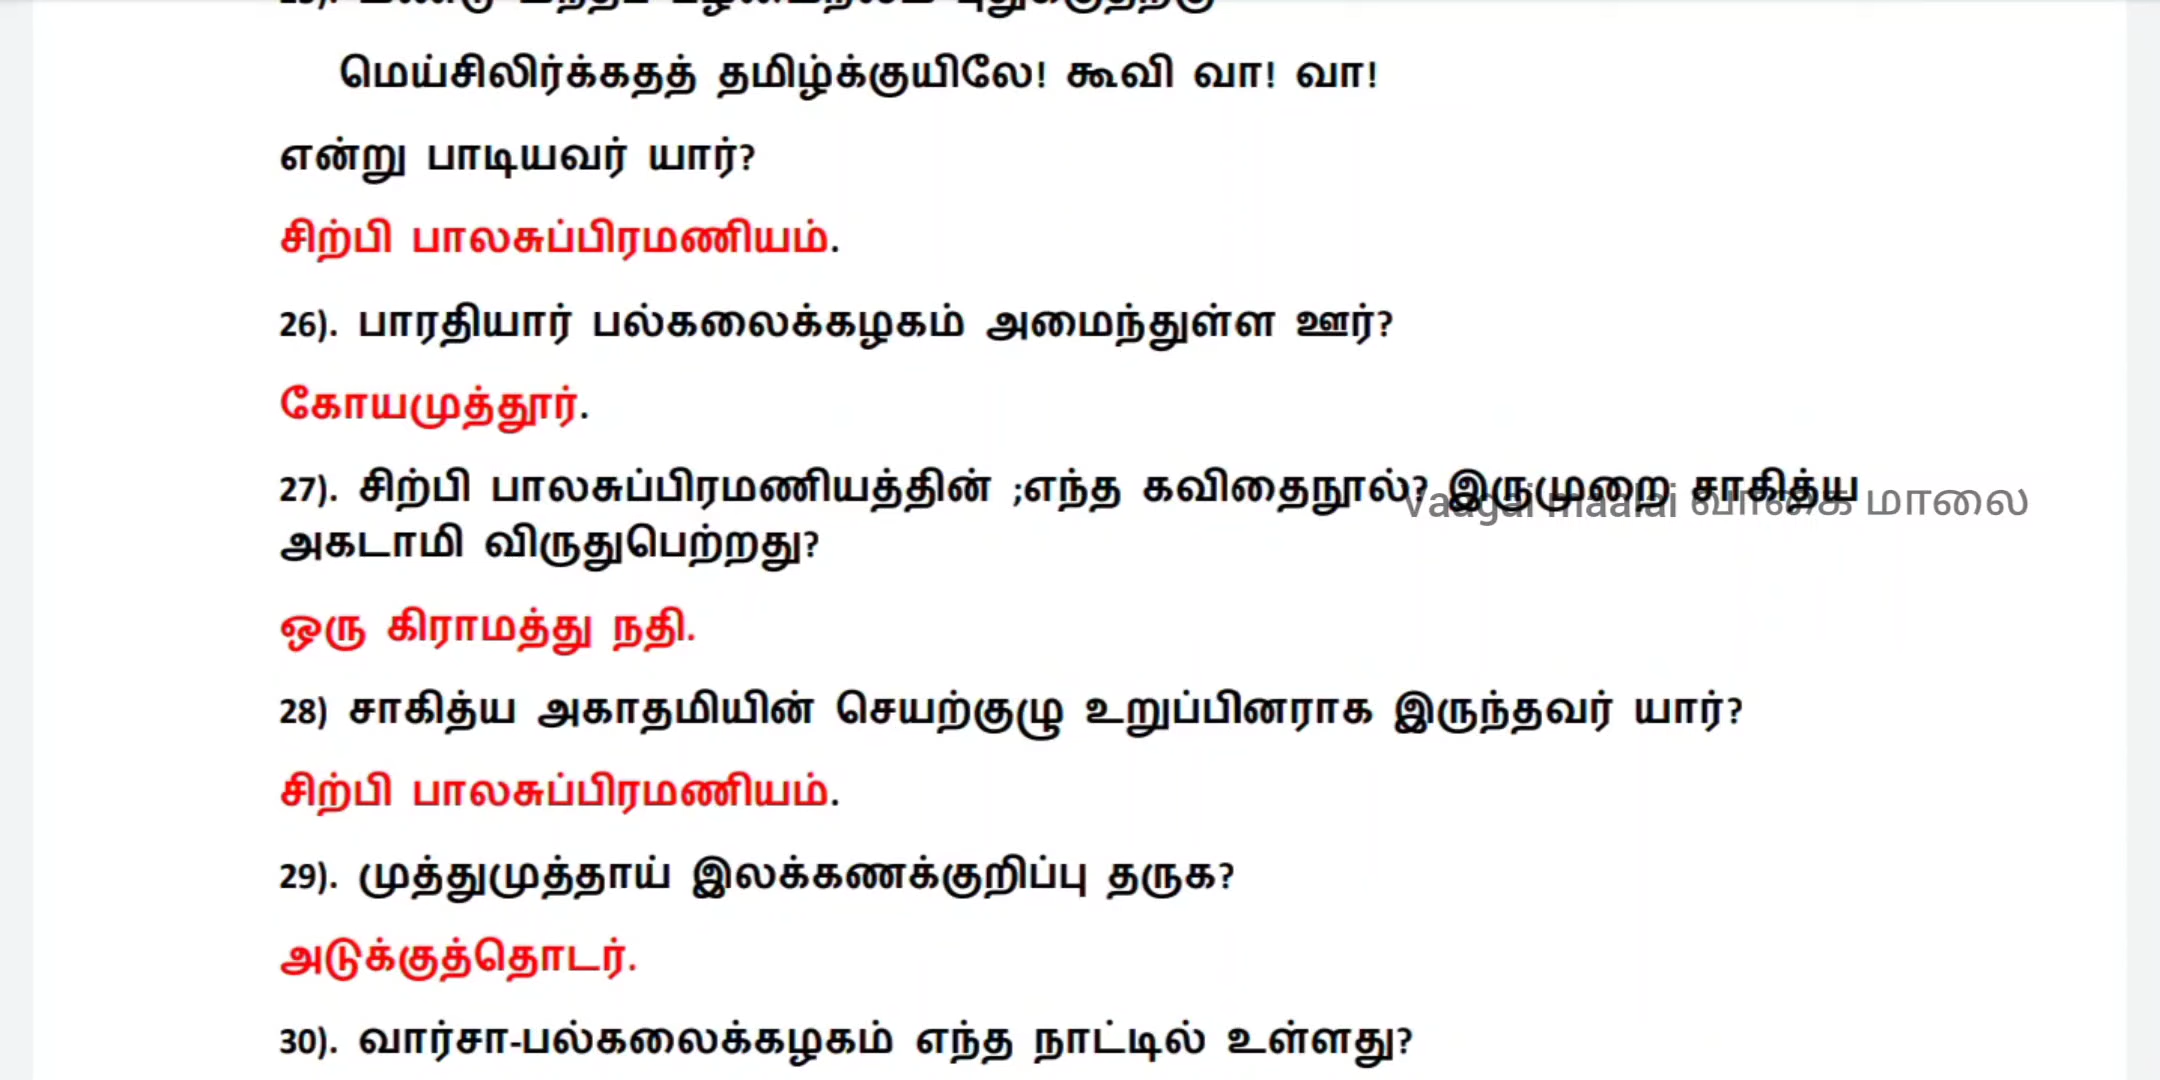 மெய்சிலிர்க்கதத் தமிழ்க்குயிலே! கூவி வா! வா!
என்று பாடியவர் யார்?
சிற்பி பாலசுப்பிரமணியம்.
26). பாரதியார் பல்கலைக்கழகம் அமைந்துள்ள ஊர்?
கோயமுத்தூர்.
27). சிற்பி பாலசுப்பிரமணியத்தின் ;எந்த கவிதைநூல்? இருமுறை சாகித்ய
Vaagai maalai வாகை மாலை
அகடாமி விருதுபெற்றது?
ஒரு கிராமத்து நதி.
28) சாகித்ய அகாதமியின் செயற்குழு உறுப்பினராக இருந்தவர் யார்?
சிற்பி பாலசுப்பிரமணியம்.
29). முத்துமுத்தாய் இலக்கணக்குறிப்பு தருக?
அடுக்குத்தொடர்.
30). வார்சா-பல்கலைக்கழகம் எந்த நாட்டில் உள்ளது?